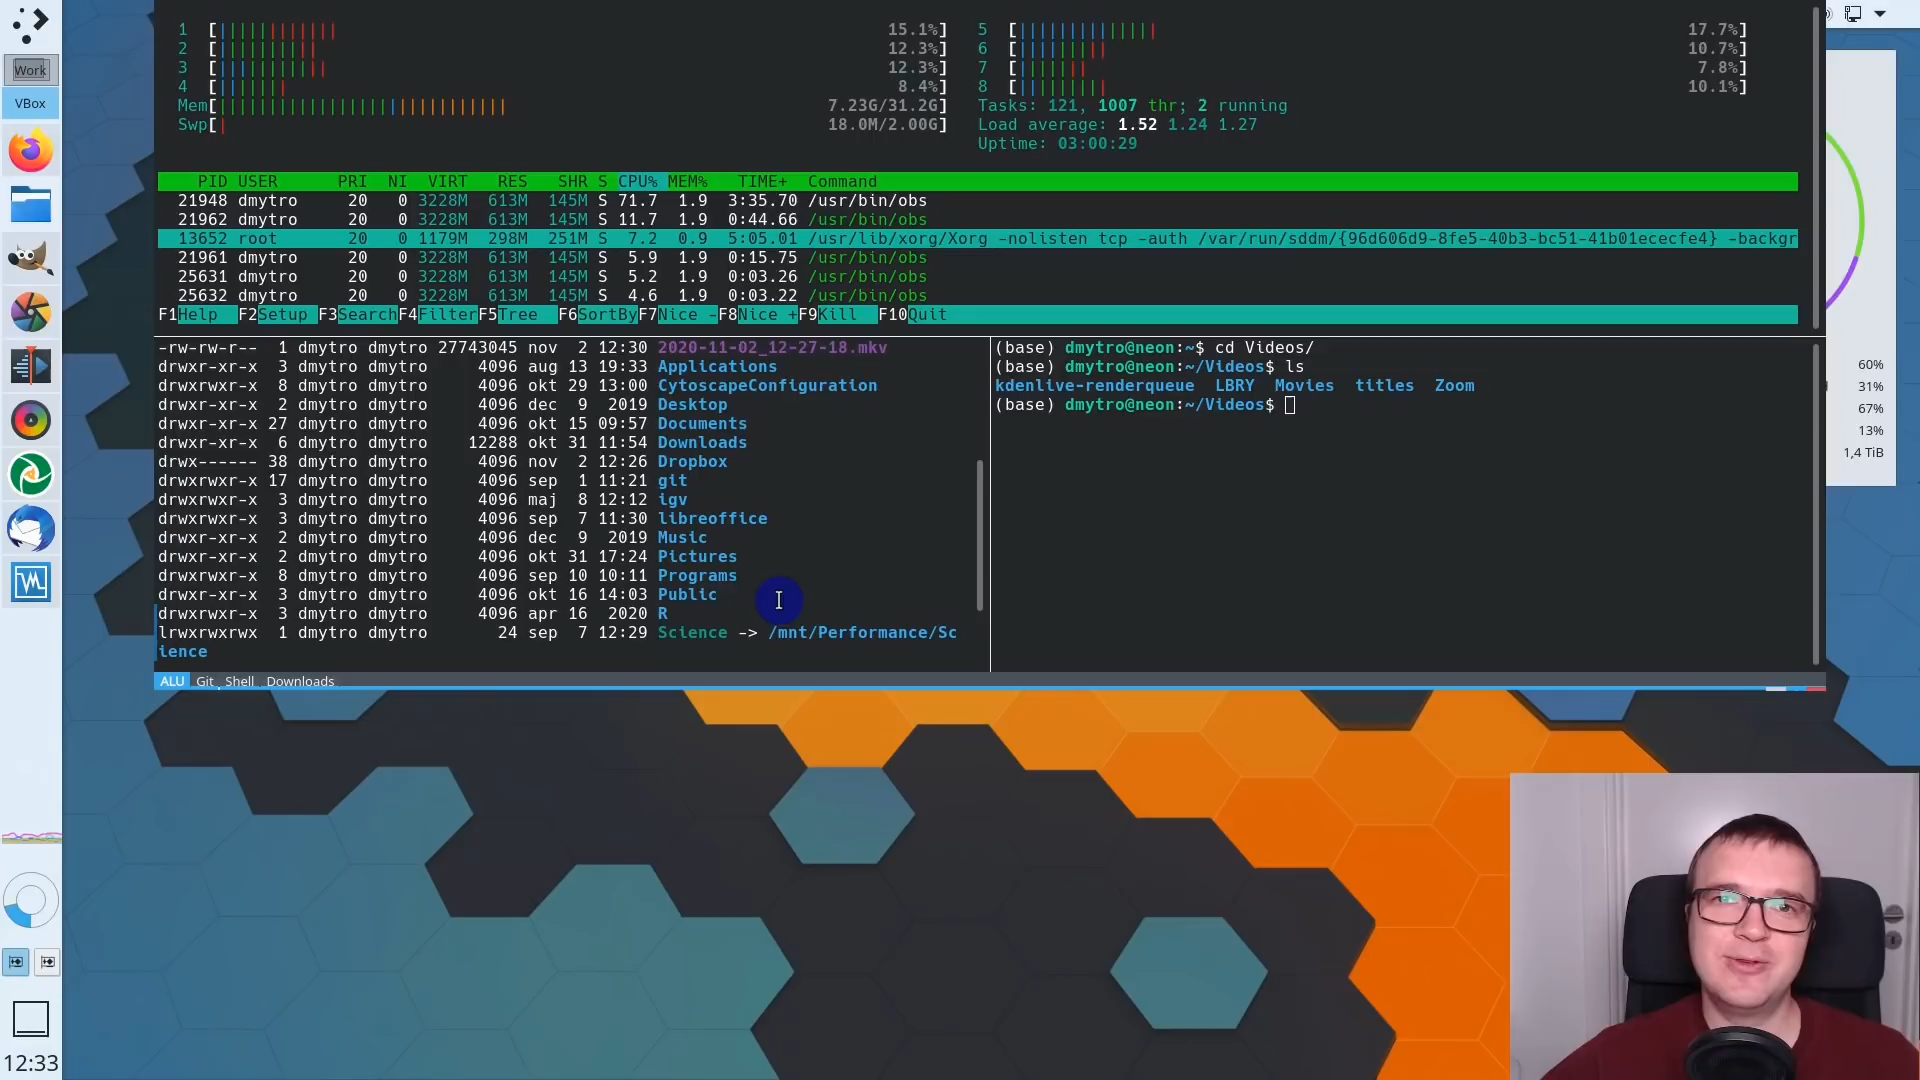 Work
VBox
1 [ 15.1%] 5 [ 17.7%]
2 [ 12.3%] 6 [ 10.7%]
3 [ 12.3%] 7 [ 7.8%]
4 [ 8.4%] 8 [ 10.1%]
Mem[ 7.23G/31.2G] Tasks: 121, 1007 thr; 2 running
Swp[ 18.0M/2.00G] Load average: 1.52 1.24 1.27
Uptime: 03:00:29
PID USER PRI NI VIRT RES SHR S CPU% MEM% TIME+ Command
21948 dmytro 20 0 3228M 613M 145M S 71.7 1.9 3:35.70 /usr/bin/obs
21962 dmytro 20 0 3228M 613M 145M S 11.7 1.9 0:44.66 /usr/bin/obs
13652 root 20 0 1179M 298M 251M S 7.2 0.9 5:05.01 /usr/lib/xorg/Xorg -nolisten tcp -auth /var/run/sddm/{96d606d9-8fe5-40b3-bc51-41b01ececfe4} -backgr
21961 dmytro 20 0 3228M 613M 145M S 5.9 1.9 0:15.75 /usr/bin/obs
25631 dmytro 20 0 3228M 613M 145M S 5.2 1.9 0:03.26 /usr/bin/obs
25632 dmytro 20 0 3228M 613M 145M S 4.6 1.9 0:03.22 /usr/bin/obs
F1Help F2Setup F3SearchF4FilterF5Tree F6SortByF7Nice -F8Nice +F9Kill F10Quit
-rw-rw-r-- 1 dmytro dmytro 27743045 nov 2 12:30 2020-11-02_12-27-18.mkv
drwxr-xr-x 3 dmytro dmytro 4096 aug 13 19:33 Applications
drwxrwxr-x 8 dmytro dmytro 4096 okt 29 13:00 CytoscapeConfiguration
drwxr-xr-x 2 dmytro dmytro 4096 dec 9 2019 Desktop
drwxr-xr-x 27 dmytro dmytro 4096 okt 15 09:57 Documents
drwxr-xr-x 6 dmytro dmytro 12288 okt 31 11:54 Downloads
drwx------ 38 dmytro dmytro 4096 nov 2 12:26 Dropbox
drwxrwxr-x 17 dmytro dmytro 4096 sep 1 11:21 git
drwxrwxr-x 3 dmytro dmytro 4096 maj 8 12:12 igv
drwxrwxr-x 3 dmytro dmytro 4096 sep 7 11:30 libreoffice
drwxr-xr-x 2 dmytro dmytro 4096 dec 9 2019 Music
drwxr-xr-x 2 dmytro dmytro 4096 okt 31 17:24 Pictures
drwxrwxr-x 8 dmytro dmytro 4096 sep 10 10:11 Programs
drwxr-xr-x 3 dmytro dmytro 4096 okt 16 14:03 Public
drwxrwxr-x 3 dmytro dmytro 4096 apr 16 2020 R
lrwxrwxrwx 1 dmytro dmytro 24 sep 7 12:29 Science -> /mnt/Performance/Sc
ience
(base) dmytro@neon:~$ cd Videos/
(base) dmytro@neon:~/Videos$ ls
kdenlive-renderqueue LBRY Movies titles Zoom
(base) dmytro@neon:~/Videos$
ALU Git Shell Downloads
60%
31%
67%
13%
1,4 TiB
12:33